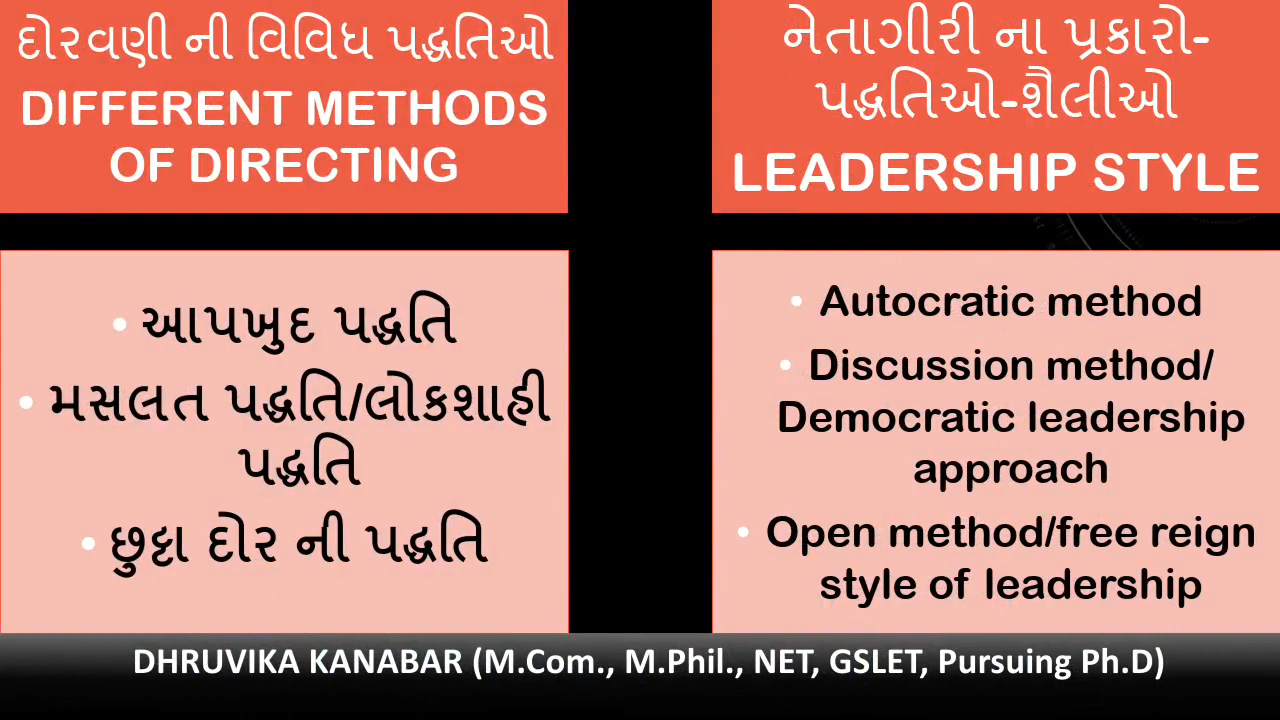 દોરવણી ની વિવિધ પદ્ધતિઓ
DIFFERENT METHODS
OF DIRECTING
• આપખુદ પદ્ધતિ
• મસલત પદ્ધતિ/લોકશાહી
પદ્ધતિ
• છુટ્ટા દોર ની પદ્ધતિ
નેતાગીરી ના પ્રકારો-
પદ્ધતિઓ-શૈલીઓ
LEADERSHIP STYLE
• Autocratic method
• Discussion method/
Democratic leadership
approach
• Open method/free reign
style of leadership
DHRUVIKA KANABAR (M.Com., M.Phil., NET, GSLET, Pursuing Ph.D)